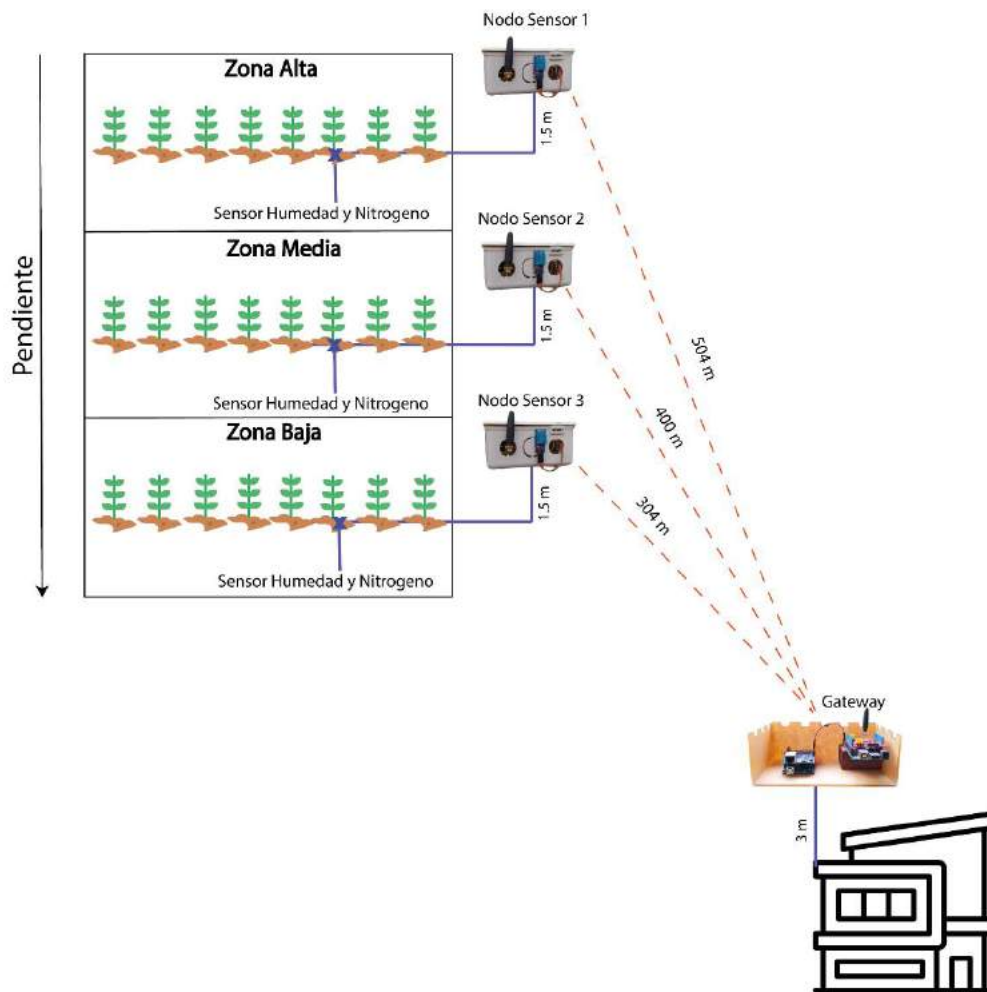 Nodo Sensor 1
Zona Alta
1.5 m
Sensor Humedad y Nitrogeno
Nodo Sensor 2
Zona Media
1.5 m
Sensor Humedad y Nitrogeno
Nodo Sensor 3
Zona Baja
1.5 m
Sensor Humedad y Nitrogeno
Pendiente
504 m
400 m
304 m
Gateway
3 m